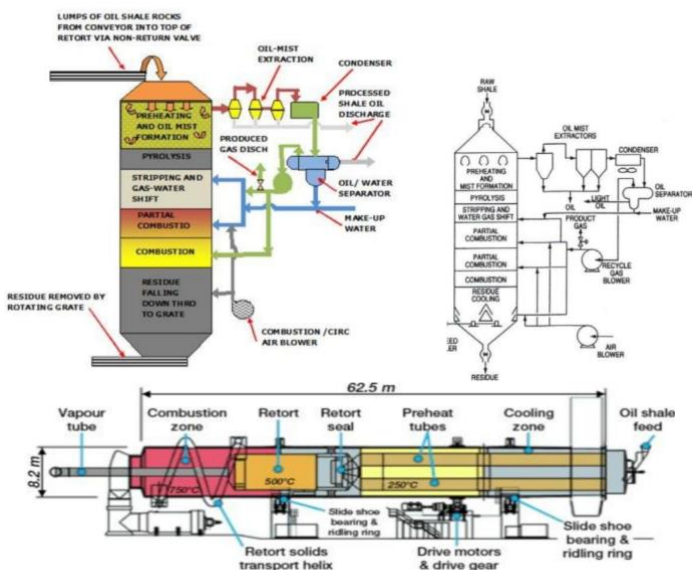 LUMPS OF OIL SHALE ROCKS
FROM CONVEYOR INTO TOP OF
RETORT VIA NON-RETURN VALVE
OIL-MIST
EXTRACTION
CONDENSER
PROCESSED
SHALE OIL
DISCHARGE
PREHEATING
AND OIL MIST
FORMATION
PRODUCED
GAS DISCH
PYROLYSIS
STRIPPING AND
GAS-WATER
SHIFT
OIL/ WATER
SEPARATOR
PARTIAL
COMBUSTIO
MAKE-UP
WATER
COMBUSTION
RESIDUE
FALLING
DOWN THRO
TO GRATE
RESIDUE REMOVED BY
ROTATING GRATE
COMBUSTION /CIRC
AIR BLOWER
RAW
SHALE
OIL MIST
EXTRACTORS
CONDENSER
PREHEATING
AND
MIST FORMATION
PYROLYSIS
STRIPPING AND
WATER GAS SHIFT
OIL
LIGHT
OIL
OIL
SEPARATOR
PRODUCT
GAS
MAKE-UP
WATER
PARTIAL
COMBUSTION
PARTIAL
COMBUSTION
COMBUSTION
RECYCLE
GAS BLOWER
RESIDUE
COOLING
AIR
BLOWER
RESIDUE
62.5 m
Vapour
tube
Combustion
zone
Retort
Retort
seal
Preheat
tubes
Cooling
zone
Oil shale
feed
8.2 m
750°C
500°C
250°C
Slide shoe
bearing &
ridling ring
Retort solids
transport helix
Drive motors
& drive gear
Slide shoe
bearing &
ridling ring